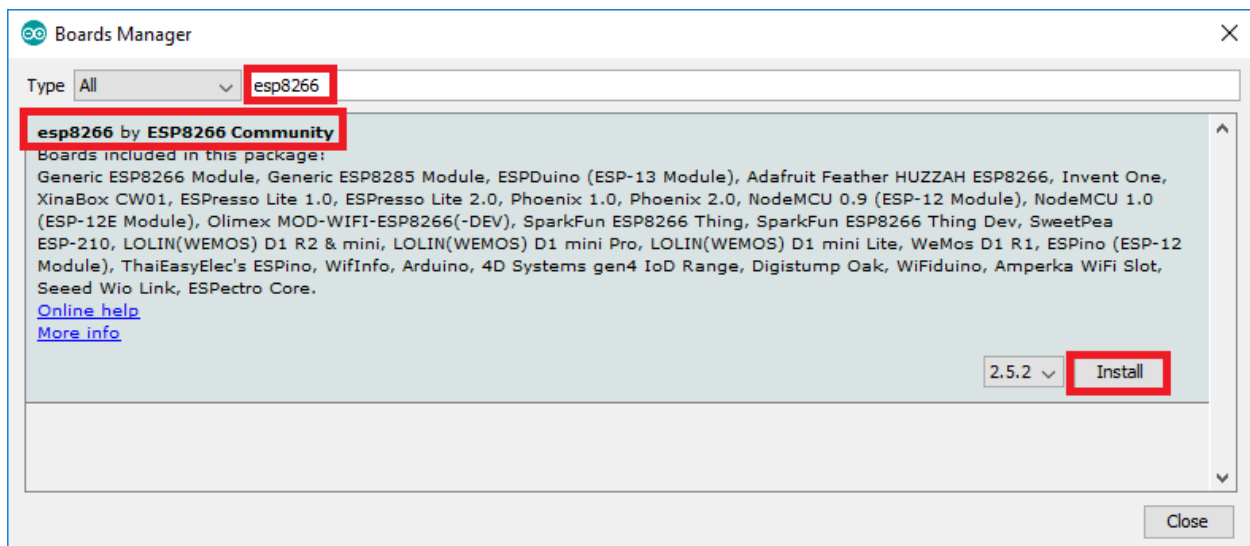 Boards Manager
Type All esp8266
esp8266 by ESP8266 Community
Boards included in this package:
Generic ESP8266 Module, Generic ESP8285 Module, ESPDuino (ESP-13 Module), Adafruit Feather HUZZAH ESP8266, Invent One,
XinaBox CW01, ESPresso Lite 1.0, ESPresso Lite 2.0, Phoenix 1.0, Phoenix 2.0, NodeMCU 0.9 (ESP-12 Module), NodeMCU 1.0
(ESP-12E Module), Olimex MOD-WIFI-ESP8266(-DEV), SparkFun ESP8266 Thing, SparkFun ESP8266 Thing Dev, SweetPea
ESP-210, LOLIN(WEMOS) D1 R2 & mini, LOLIN(WEMOS) D1 mini Pro, LOLIN(WEMOS) D1 mini Lite, WeMos D1 R1, ESPino (ESP-12
Module), ThaiEasyElec's ESPino, WifInfo, Arduino, 4D Systems gen4 IoD Range, Digistump Oak, WiFiduino, Amperka WiFi Slot,
Seeed Wio Link, ESPectro Core.
Online help
More info
2.5.2 Install
Close